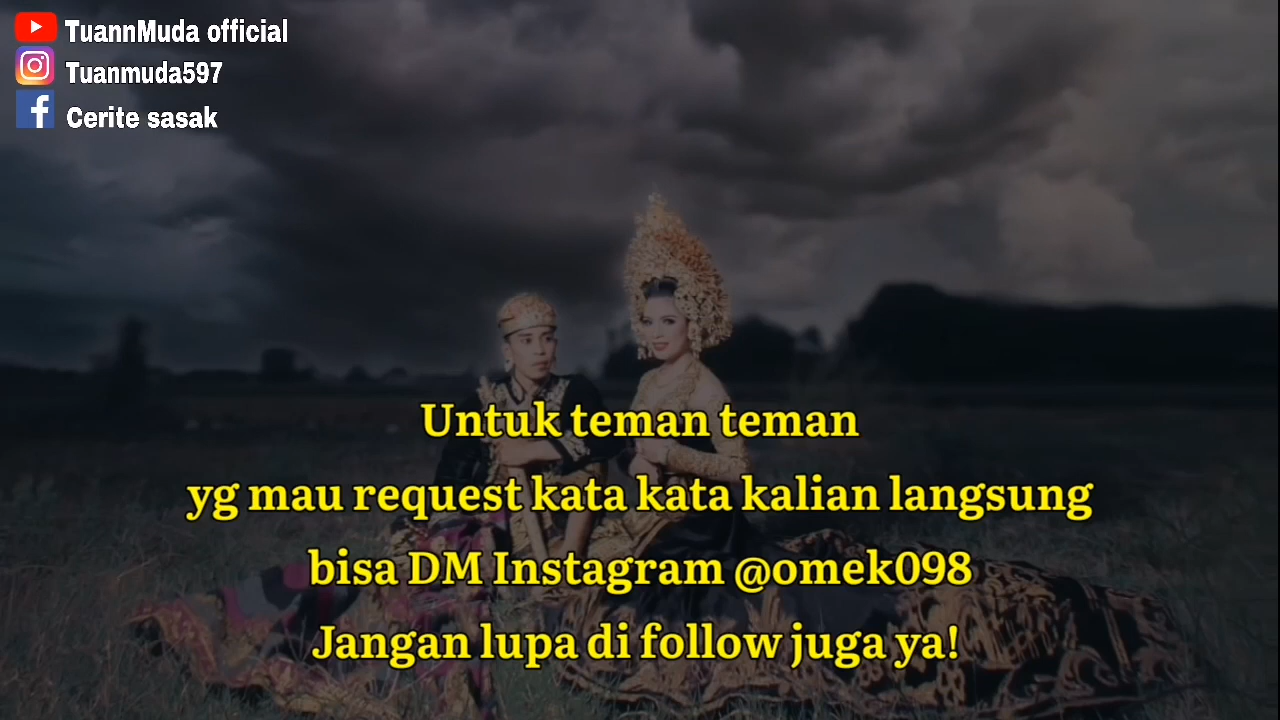 TuannMuda official
Tuanmuda597
Cerite sasak
Untuk teman teman
yg mau request kata kata kalian langsung
bisa DM Instagram @omek098
Jangan lupa di follow juga ya!